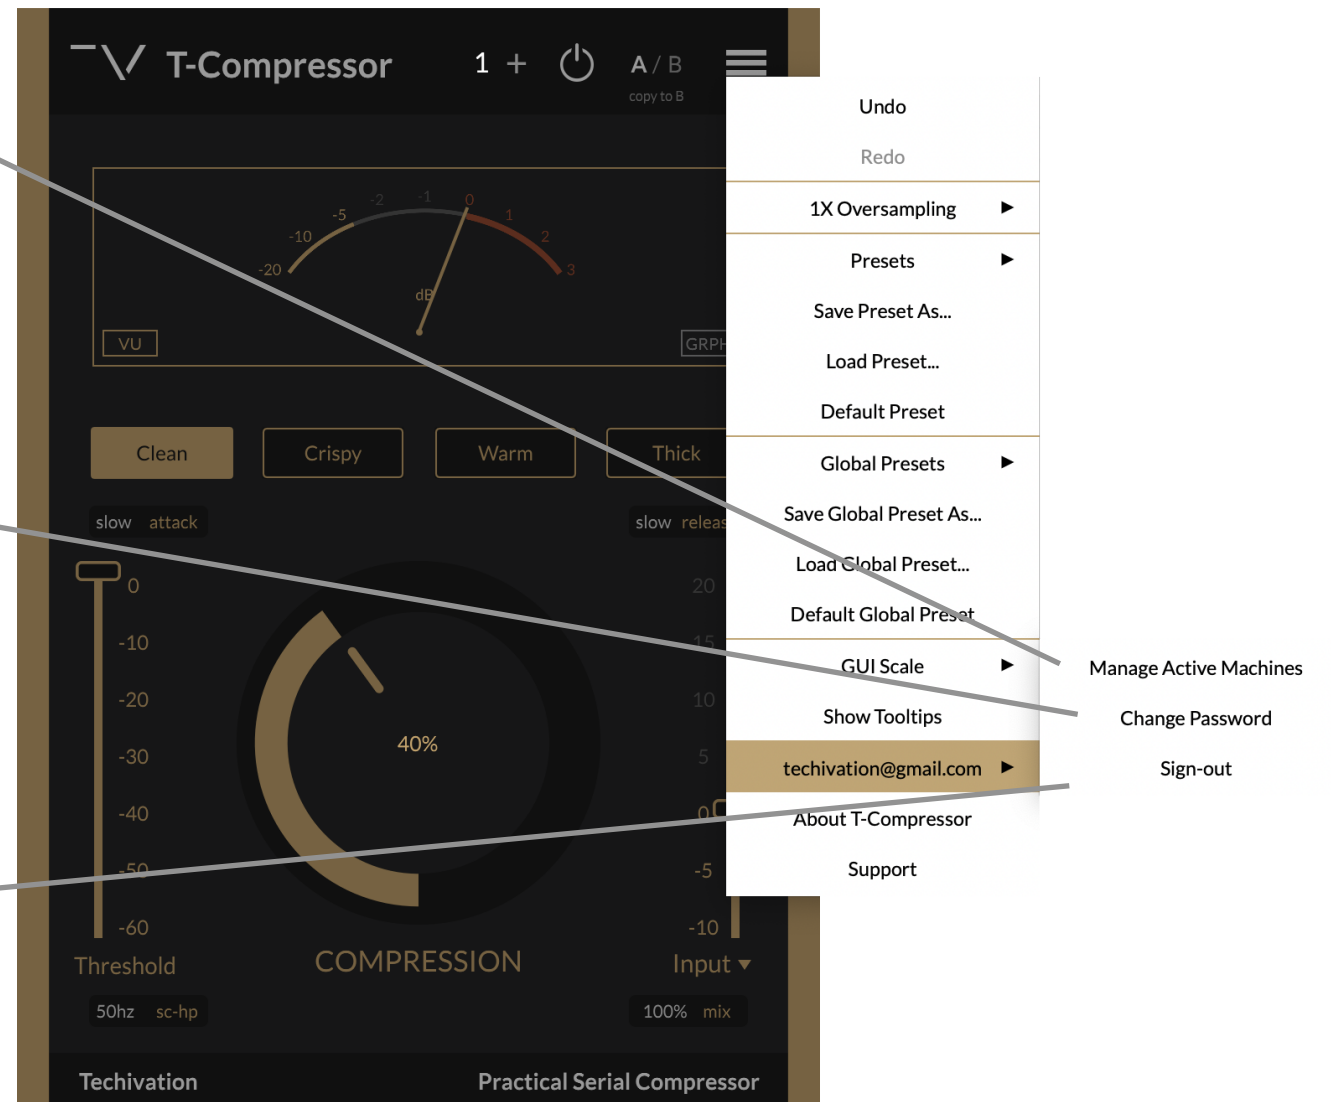 T-Compressor
1 +
A / B
copy to B
Undo
Redo
1X Oversampling
Presets
Save Preset As...
Load Preset...
Default Preset
Global Presets
Save Global Preset As...
Load Global Preset...
Default Global Preset
GUI Scale
Show Tooltips
techivation@gmail.com
About T-Compressor
Support
Manage Active Machines
Change Password
Sign-out
-20
-10
-5
-2
-1
0
1
2
3
dB
VU
GRPH
Clean
Crispy
Warm
Thick
slow attack
slow releas
0
-10
-20
-30
-40
-50
-60
Threshold
40%
COMPRESSION
20
15
10
5
0
-5
-10
Input
50hz sc-hp
100% mix
Techivation
Practical Serial Compressor